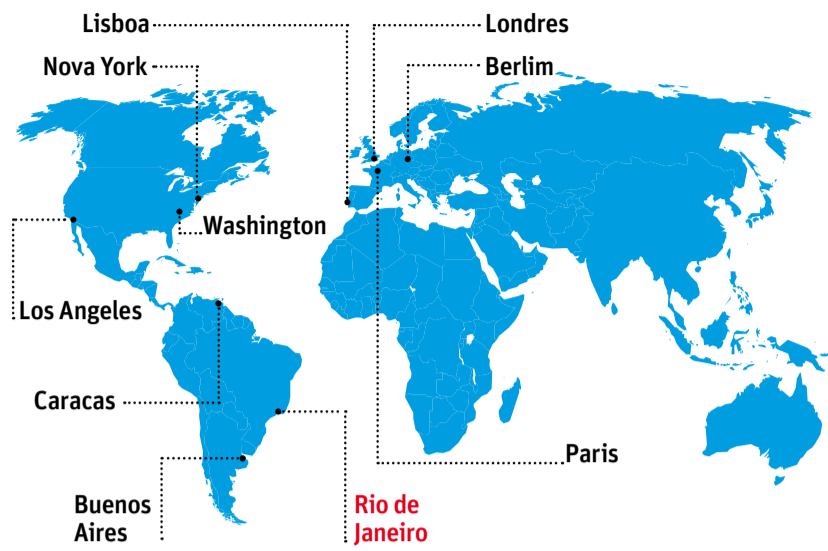 Lisboa
Londres
Nova York
Berlim
Washington
Los Angeles
Caracas
Paris
Buenos
Aires
Rio de
Janeiro